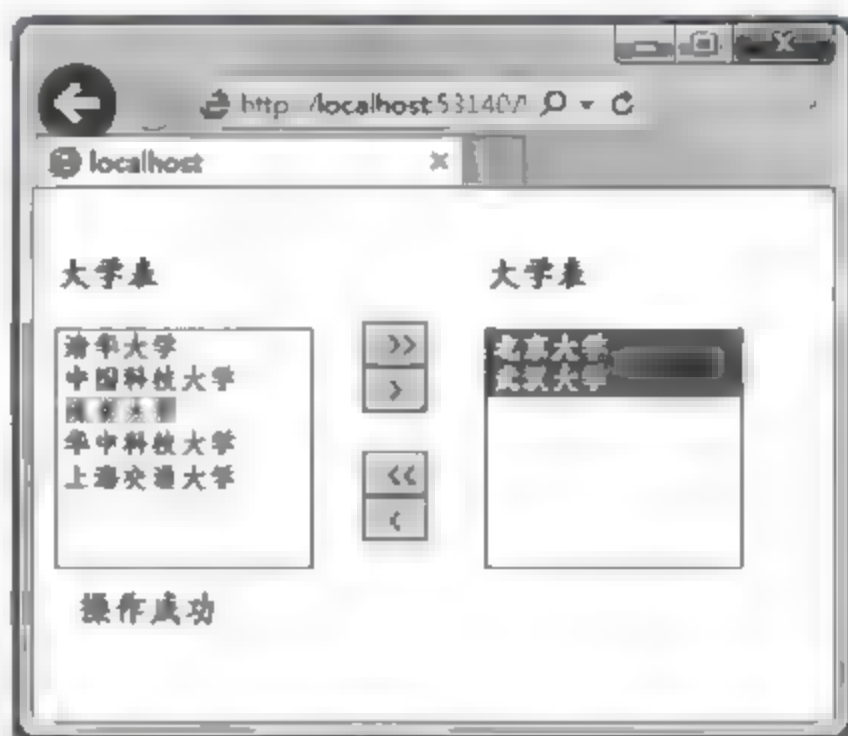 http://localhost:53140/
localhost
大学表
大学表
清华大学
中国科技大学
华中科技大学
上海交通大学
>>
>
<<
<
北京大学
武汉大学
操作成功